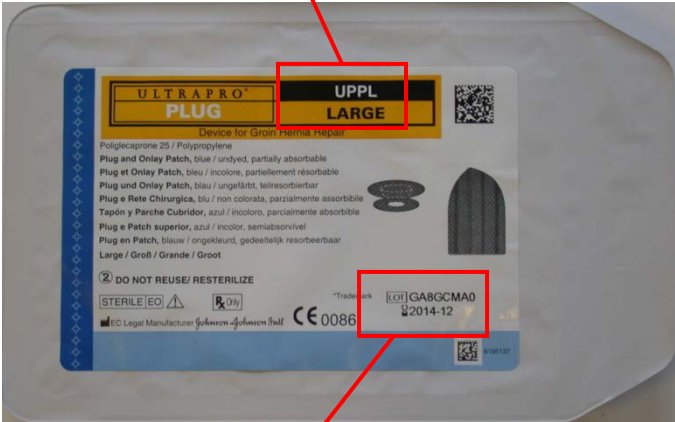 ULTRAPRO*
PLUG
UPPL
LARGE
Device for Groin Hernia Repair
Poliglecaprone 25 / Polypropylene
Plug and Onlay Patch, blue / undyed, partially absorbable
Plug et Onlay Patch, bleu / incolore, partiellement résorbable
Plug und Onlay Patch, blau / ungefärbt, teilresorbierbar
Plug e Rete Chirurgica, blu / non colorata, parzialmente assorbibile
Tapón y Parche Cubridor, azul / incoloro, parcialmente absorbible
Plug e Patch superior, azul / incolor, semiabsorvível
Plug en Patch, blauw / ongekleurd, gedeeltelijk resorbeerbaar
Large / Groß / Grande / Groot
2 DO NOT REUSE/ RESTERILIZE
STERILE EO
Rx Only
*Trademark
LOT GA8GCMA0
2014-12
EC Legal Manufacturer Johnson & Johnson Intl
CE 0086